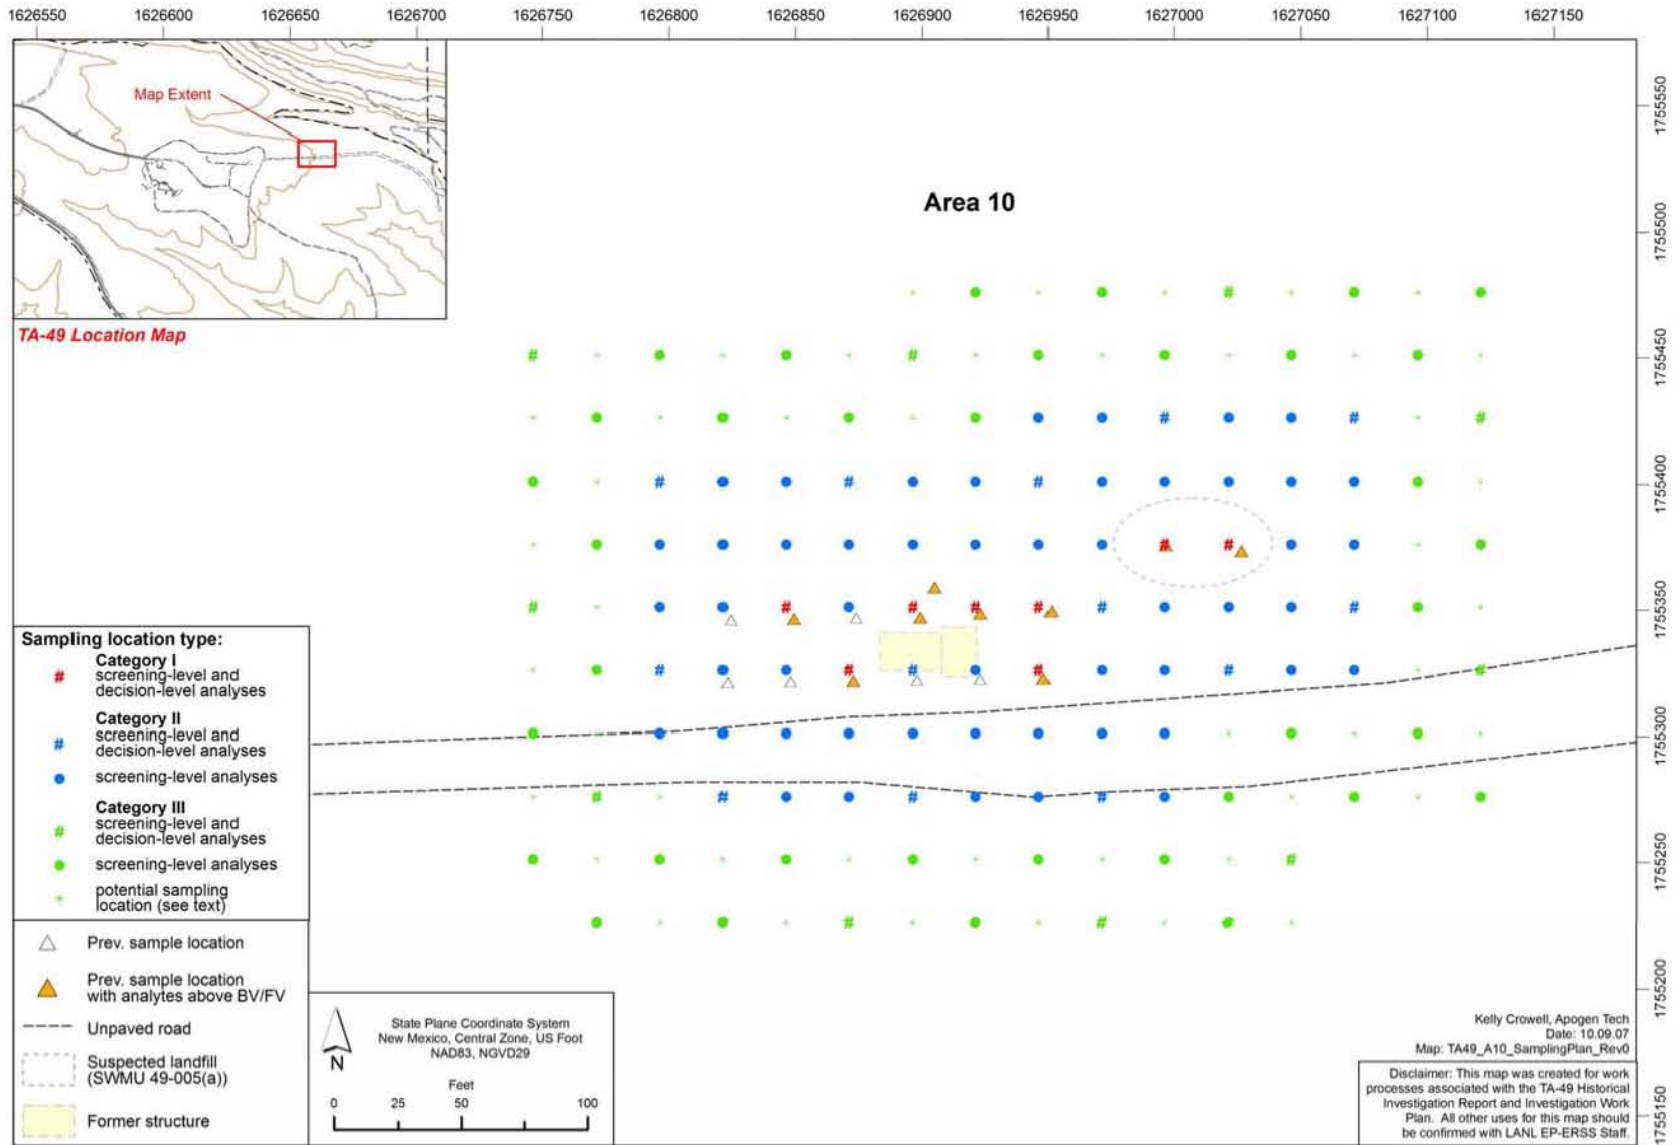 1626550 1626600 1626650 1626700 1626750 1626800 1626850 1626900 1626950 1627000 1627050 1627100 1627150
Map Extent
TA-49 Location Map
Area 10
1755550
1755500
1755450
1755400
1755350
1755300
1755250
1755200
1755150
Sampling location type:
Category I
# screening-level and
decision-level analyses
Category II
# screening-level and
decision-level analyses
screening-level analyses
Category III
# screening-level and
decision-level analyses
screening-level analyses
+ potential sampling
location (see text)
Prev. sample location
Prev. sample location
with analytes above BV/FV
Unpaved road
Suspected landfill
(SWMU 49-005(a))
Former structure
N
State Plane Coordinate System
New Mexico, Central Zone, US Foot
NAD83, NGVD29
Feet
0 25 50 100
Kelly Crowell, Apogen Tech
Date: 10.09.07
Map: TA49_A10_SamplingPlan_Rev0
Disclaimer: This map was created for work
processes associated with the TA-49 Historical
Investigation Report and Investigation Work
Plan. All other uses for this map should
be confirmed with LANL EP-ERSS Staff.